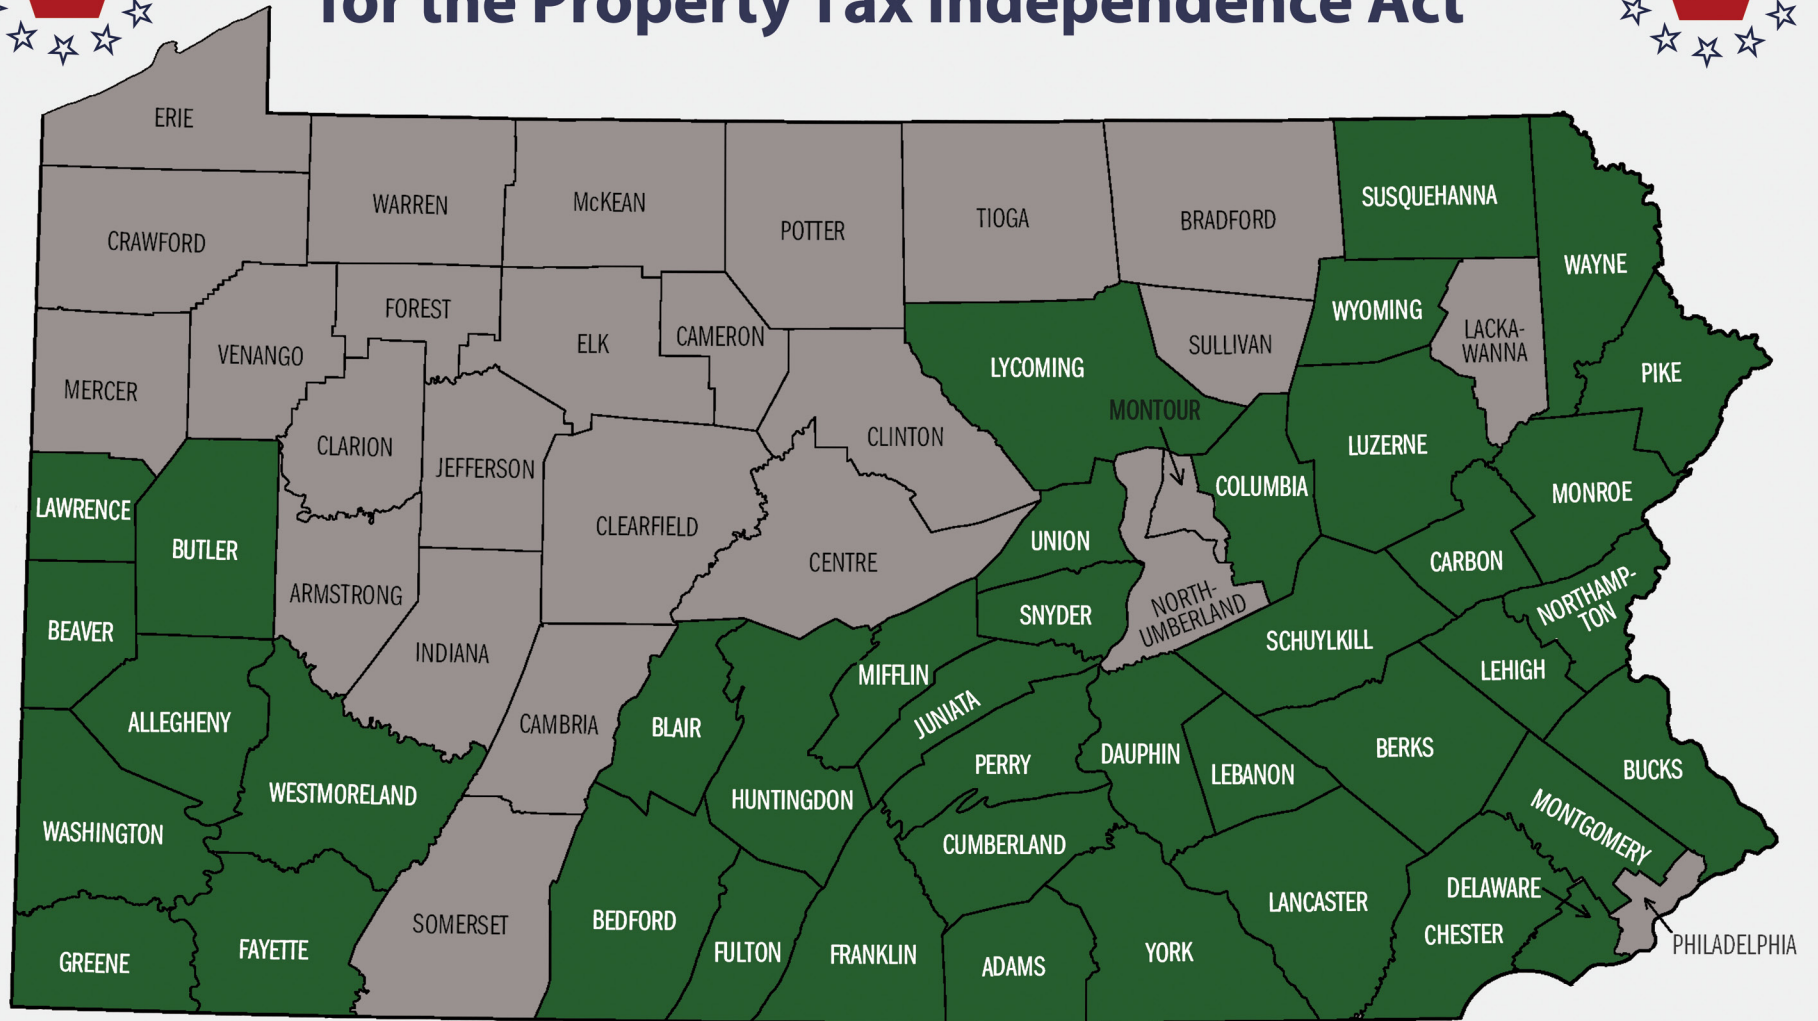 for the Property Tax Independence Act
ERIE
WARREN
McKEAN
POTTER
TIOGA
BRADFORD
SUSQUEHANNA
WAYNE
CRAWFORD
FOREST
ELK
CAMERON
SULLIVAN
WYOMING
LACKA-
WANNA
PIKE
MERCER
VENANGO
CLARION
JEFFERSON
CLEARFIELD
CLINTON
LYCOMING
MONTOUR
COLUMBIA
LUZERNE
MONROE
LAWRENCE
BUTLER
ARMSTRONG
INDIANA
CENTRE
UNION
SNYDER
NORTH-
UMBERLAND
SCHUYLKILL
CARBON
NORTHAMP-
TON
LEHIGH
BEAVER
ALLEGHENY
WESTMORELAND
CAMBRIA
BLAIR
HUNTINGDON
MIFFLIN
JUNIATA
PERRY
DAUPHIN
LEBANON
BERKS
BUCKS
MONTGOMERY
WASHINGTON
GREENE
FAYETTE
SOMERSET
BEDFORD
FULTON
FRANKLIN
CUMBERLAND
ADAMS
YORK
LANCASTER
CHESTER
DELAWARE
PHILADELPHIA